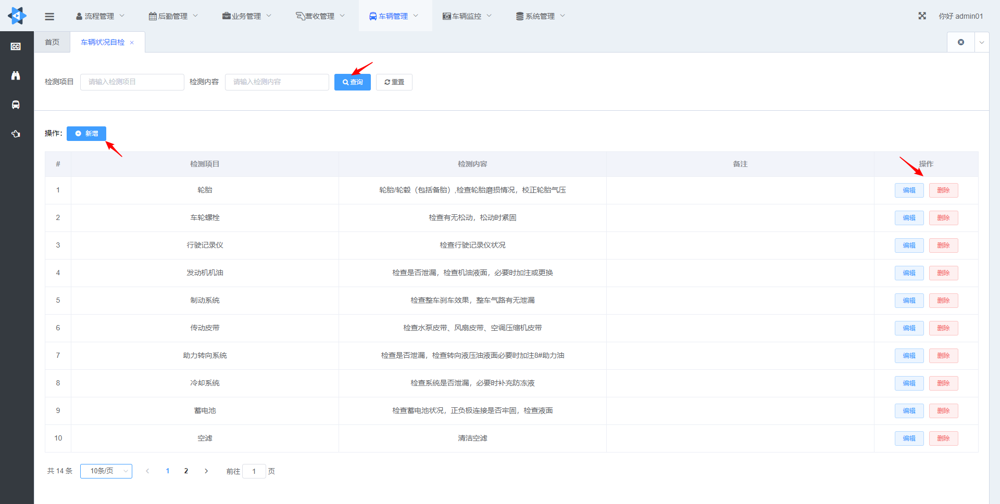 流程管理 后勤管理 业务管理 营收管理 车辆管理 车辆监控 系统管理 你好 admin01
首页 车辆状况自检
检测项目 请输入检测项目 检测内容 请输入检测内容 查询 重置
操作: 新增
# 检测项目 检测内容 备注 操作
1 轮胎 轮胎/轮毂（包括备胎）,检查轮胎磨损情况，校正轮胎气压 编辑 删除
2 车轮螺栓 检查有无松动，松动时紧固 编辑 删除
3 行驶记录仪 检查行驶记录仪状况 编辑 删除
4 发动机机油 检查是否泄漏，检查机油液面，必要时加注或更换 编辑 删除
5 制动系统 检查整车刹车效果，整车气路有无泄漏 编辑 删除
6 传动皮带 检查水泵皮带、风扇皮带、空调压缩机皮带 编辑 删除
7 助力转向系统 检查是否泄漏，检查转向液压油液面必要时加注8#助力油 编辑 删除
8 冷却系统 检查系统是否泄漏，必要时补充防冻液 编辑 删除
9 蓄电池 检查蓄电池状况，正负极连接是否牢固，检查液面 编辑 删除
10 空滤 清洁空滤 编辑 删除
共 14 条 10条/页 1 2 前往 1 页